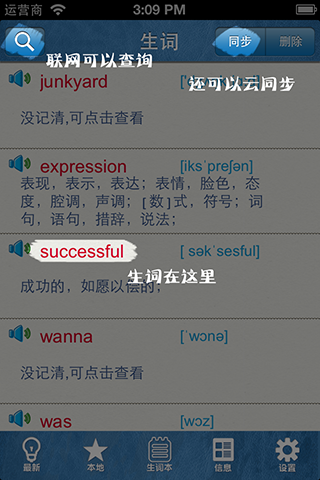 运营商 3:09 PM
生词 同步 删除
联网可以查询
还可以云同步
junkyard
没记清,可点击查看
expression [iksˈpreʃən]
表现，表示，表达；表情，脸色，态
度，腔调，声调；[数]式，符号；词
句，语句，措辞，说法；
successful [səkˈsesful]
生词在这里
成功的，如愿以偿的；
wanna [ˈwɔnə]
没记清,可点击查看
was [wɔz]
最新 本地 生词本 信息 设置